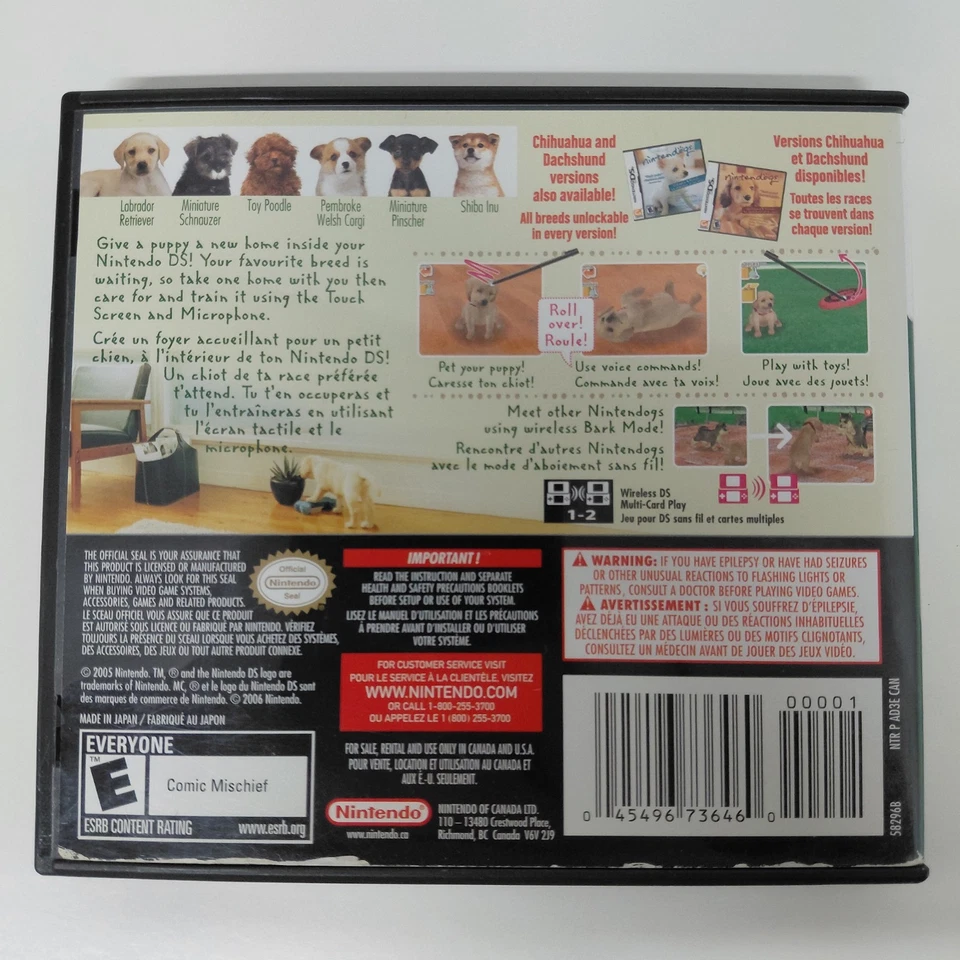 Labrador
Retriever
Miniature
Schnauzer
Toy Poodle
Pembroke
Welsh Corgi
Miniature
Pinscher
Shiba Inu
Chihuahua and
Dachshund
versions
also available!
All breeds unlockable
in every version!
nintendogs
nintendogs
Versions Chihuahua
et Dachshund
disponibles!
Toutes les races
se trouvent dans
chaque version!
Give a puppy a new home inside your
Nintendo DS! Your favourite breed is
waiting, so take one home with you then
care for and train it using the Touch
Screen and Microphone.
Crée un foyer accueillant pour un petit
chien, à l'intérieur de ton Nintendo DS!
Un chiot de ta race préférée
t'attend. Tu t'en occuperas et
tu l'entraîneras en utilisant
l'écran tactile et le
microphone.
Roll
over!
Roule!
Pet your puppy!
Caresse ton chiot!
Use voice commands!
Commande avec ta voix!
Play with toys!
Joue avec des jouets!
Meet other Nintendogs
using wireless Bark Mode!
Rencontre d'autres Nintendogs
avec le mode d'aboiement sans fil!
1-2
Wireless DS
Multi-Card Play
Jeu pour DS sans fil et cartes multiples
THE OFFICIAL SEAL IS YOUR ASSURANCE THAT
THIS PRODUCT IS LICENSED OR MANUFACTURED
BY NINTENDO. ALWAYS LOOK FOR THIS SEAL
WHEN BUYING VIDEO GAME SYSTEMS,
ACCESSORIES, GAMES AND RELATED PRODUCTS.
LE SCEAU OFFICIEL VOUS ASSURE QUE CE PRODUIT
EST AUTORISÉ SOUS LICENCE OU FABRIQUÉ PAR NINTENDO. VÉRIFIEZ
TOUJOURS LA PRÉSENCE DU SCEAU LORSQUE VOUS ACHETEZ DES SYSTÈMES,
DES ACCESSOIRES, DES JEUX OU TOUT AUTRE PRODUIT CONNEXE.
Official
Nintendo
Seal
© 2005 Nintendo. TM, ® and the Nintendo DS logo are
trademarks of Nintendo. MC, ® et le logo du Nintendo DS sont
des marques de commerce de Nintendo. © 2006 Nintendo.
MADE IN JAPAN / FABRIQUÉ AU JAPON
EVERYONE
TM
E
Comic Mischief
ESRB CONTENT RATING www.esrb.org
IMPORTANT !
READ THE INSTRUCTION AND SEPARATE
HEALTH AND SAFETY PRECAUTIONS BOOKLETS
BEFORE SETUP OR USE OF YOUR SYSTEM.
LISEZ LE MANUEL D'UTILISATION ET LES PRÉCAUTIONS
À PRENDRE AVANT D'INSTALLER OU D'UTILISER
VOTRE SYSTÈME.
FOR CUSTOMER SERVICE VISIT
POUR LE SERVICE À LA CLIENTÈLE, VISITEZ
WWW.NINTENDO.COM
OR CALL 1-800-255-3700
OU APPELEZ LE 1 (800) 255-3700
FOR SALE, RENTAL AND USE ONLY IN CANADA AND U.S.A.
POUR VENTE, LOCATION ET UTILISATION AU CANADA ET
AUX É.-U. SEULEMENT.
Nintendo®
www.nintendo.ca
NINTENDO OF CANADA LTD.
110 – 13480 Crestwood Place,
Richmond, BC Canada V6V 2J9
WARNING: IF YOU HAVE EPILEPSY OR HAVE HAD SEIZURES
OR OTHER UNUSUAL REACTIONS TO FLASHING LIGHTS OR
PATTERNS, CONSULT A DOCTOR BEFORE PLAYING VIDEO GAMES.
AVERTISSEMENT : SI VOUS SOUFFREZ D'ÉPILEPSIE,
AVEZ DÉJÀ EU UNE ATTAQUE OU DES RÉACTIONS INHABITUELLES
DÉCLENCHÉES PAR DES LUMIÈRES OU DES MOTIFS CLIGNOTANTS,
CONSULTEZ UN MÉDECIN AVANT DE JOUER DES JEUX VIDÉO.
00001
0 45496 73646 0
NTR P AD3E CAN
58296B